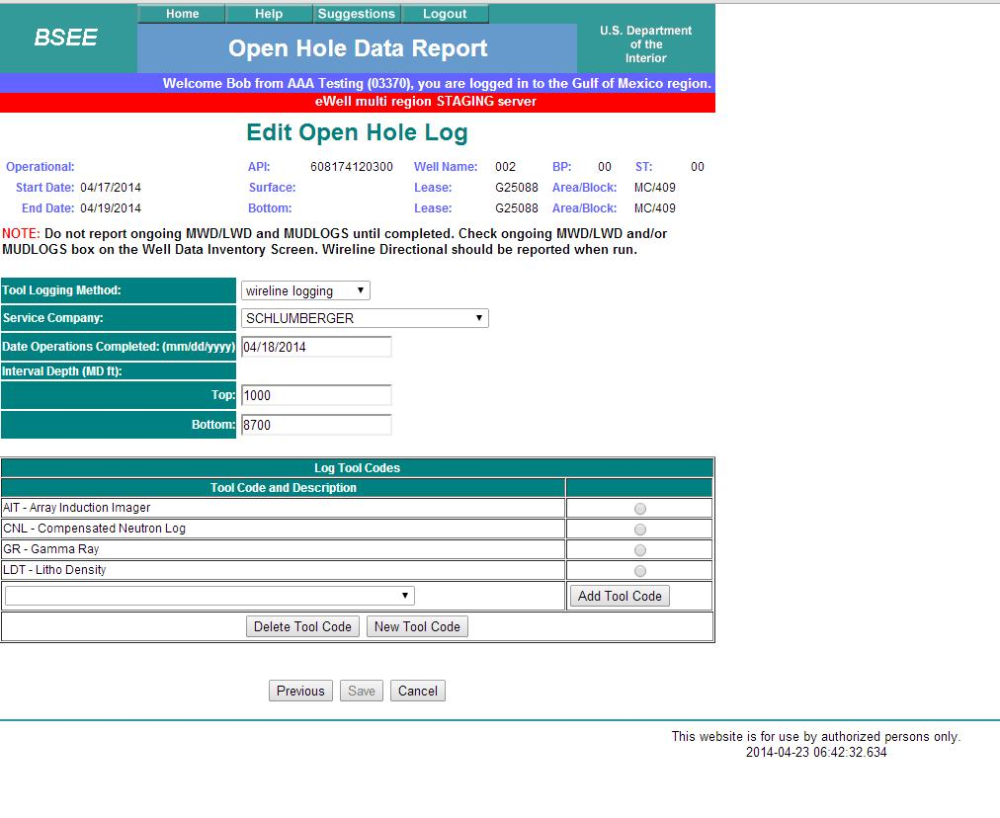 BSEE
Home Help Suggestions Logout
Open Hole Data Report
U.S. Department
of the
Interior
Welcome Bob from AAA Testing (03370), you are logged in to the Gulf of Mexico region.
eWell multi region STAGING server
Edit Open Hole Log
Operational: API: 608174120300 Well Name: 002 BP: 00 ST: 00
Start Date: 04/17/2014 Surface: Lease: G25088 Area/Block: MC/409
End Date: 04/19/2014 Bottom: Lease: G25088 Area/Block: MC/409
NOTE: Do not report ongoing MWD/LWD and MUDLOGS until completed. Check ongoing MWD/LWD and/or
MUDLOGS box on the Well Data Inventory Screen. Wireline Directional should be reported when run.
Tool Logging Method: wireline logging
Service Company: SCHLUMBERGER
Date Operations Completed: (mm/dd/yyyy) 04/18/2014
Interval Depth (MD ft):
Top: 1000
Bottom: 8700
Log Tool Codes
Tool Code and Description
AIT - Array Induction Imager
CNL - Compensated Neutron Log
GR - Gamma Ray
LDT - Litho Density
Add Tool Code
Delete Tool Code New Tool Code
Previous Save Cancel
This website is for use by authorized persons only.
2014-04-23 06:42:32.634